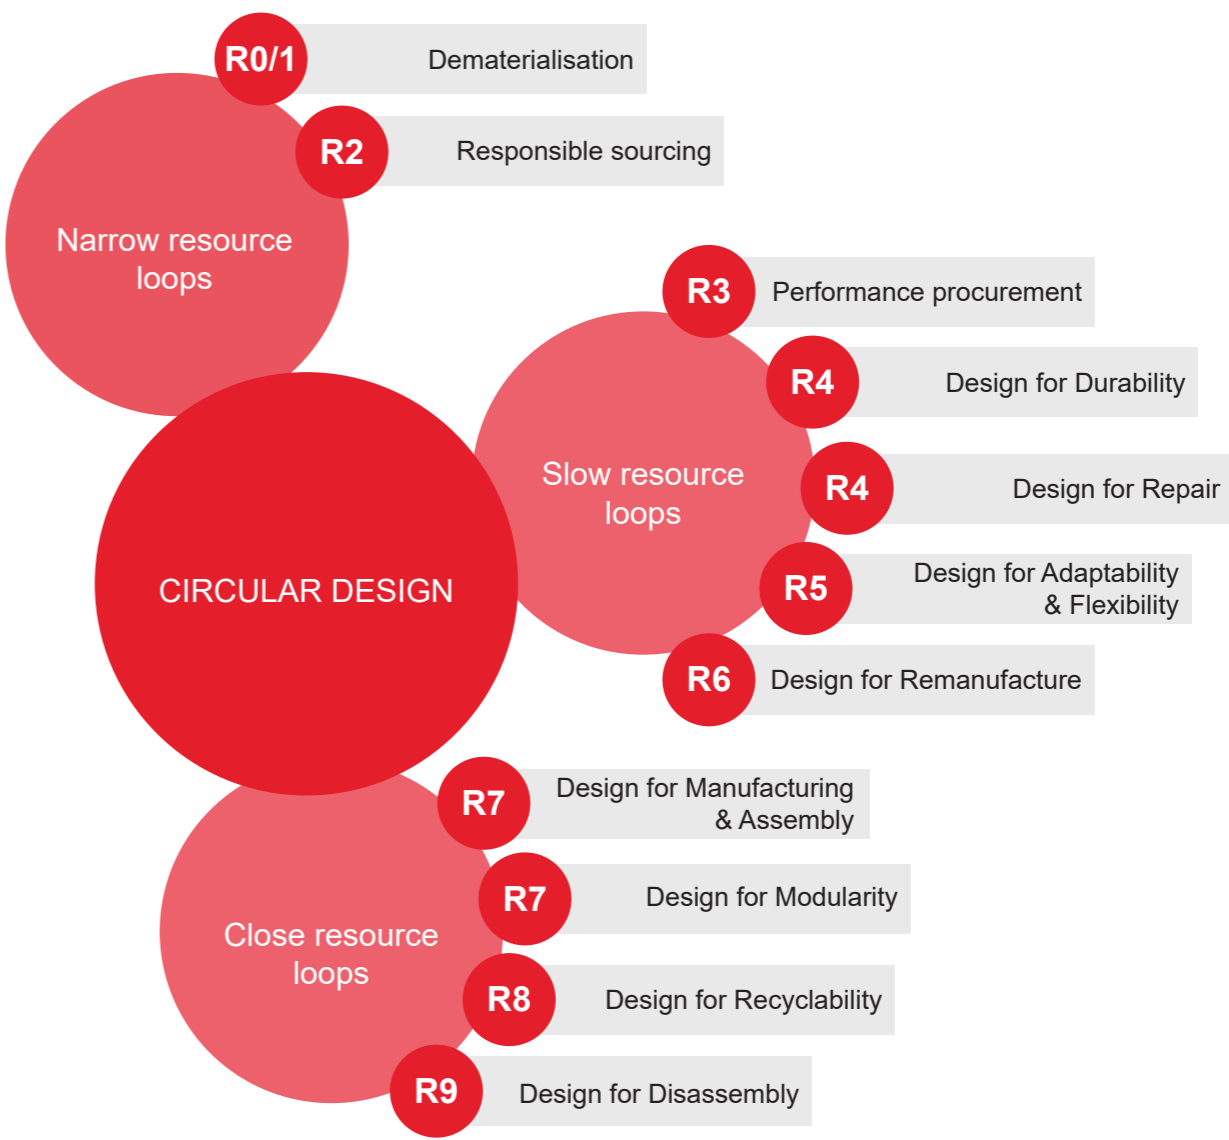 R0/1 Dematerialisation
R2 Responsible sourcing
Narrow resource
loops
R3 Performance procurement
R4 Design for Durability
Slow resource
loops
R4 Design for Repair
R5 Design for Adaptability
& Flexibility
R6 Design for Remanufacture
CIRCULAR DESIGN
R7 Design for Manufacturing
& Assembly
R7 Design for Modularity
Close resource
loops
R8 Design for Recyclability
R9 Design for Disassembly